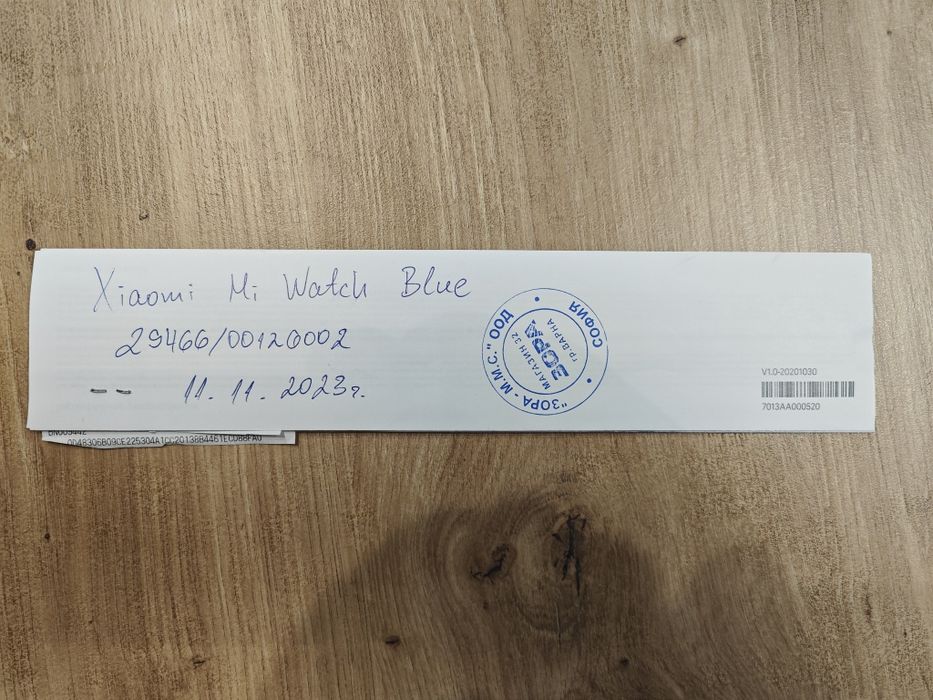 Xiaomi Mi Watch Blue
29466/00120002
11.11.2023г.
"ЗОРА - М.М.С." ООД
СОФИЯ
МАГАЗИН 32
ЗОРА
гр. ВАРНА
V1.0-20201030
7013AA000520